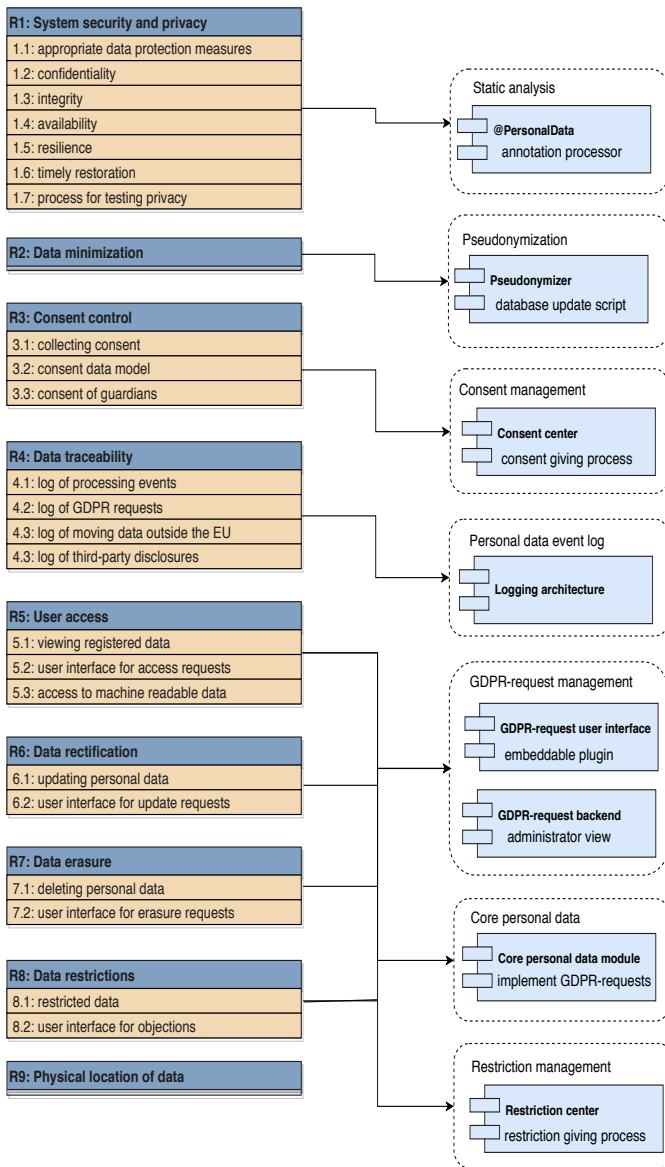 R1: System security and privacy
1.1: appropriate data protection measures
1.2: confidentiality
1.3: integrity
1.4: availability
1.5: resilience
1.6: timely restoration
1.7: process for testing privacy
R2: Data minimization
R3: Consent control
3.1: collecting consent
3.2: consent data model
3.3: consent of guardians
R4: Data traceability
4.1: log of processing events
4.2: log of GDPR requests
4.3: log of moving data outside the EU
4.3: log of third-party disclosures
R5: User access
5.1: viewing registered data
5.2: user interface for access requests
5.3: access to machine readable data
R6: Data rectification
6.1: updating personal data
6.2: user interface for update requests
R7: Data erasure
7.1: deleting personal data
7.2: user interface for erasure requests
R8: Data restrictions
8.1: restricted data
8.2: user interface for objections
R9: Physical location of data
Static analysis
@PersonalData
annotation processor
Pseudonymization
Pseudonymizer
database update script
Consent management
Consent center
consent giving process
Personal data event log
Logging architecture
GDPR-request management
GDPR-request user interface
embeddable plugin
GDPR-request backend
administrator view
Core personal data
Core personal data module
implement GDPR-requests
Restriction management
Restriction center
restriction giving process